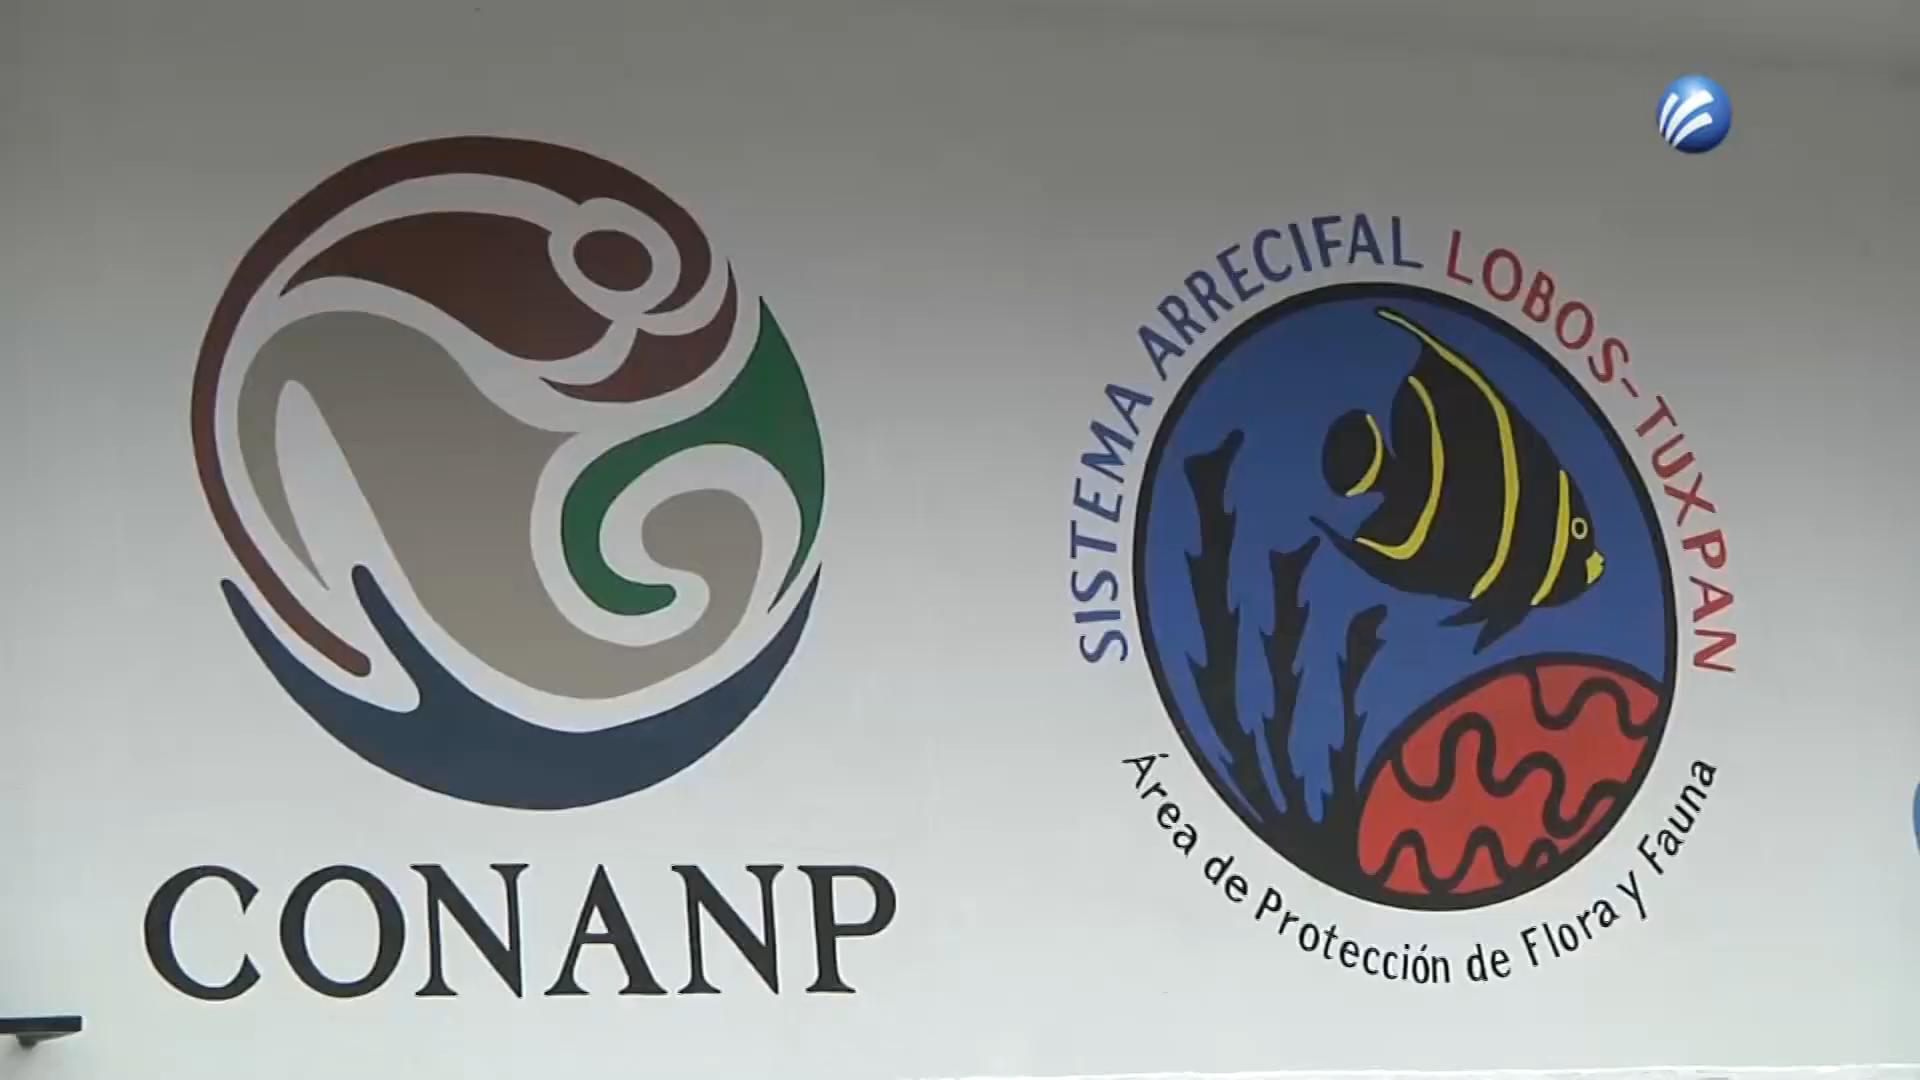 CONANP
SISTEMA ARRECIFAL LOBOS-TUXPAN
Área de Protección de Flora y Fauna